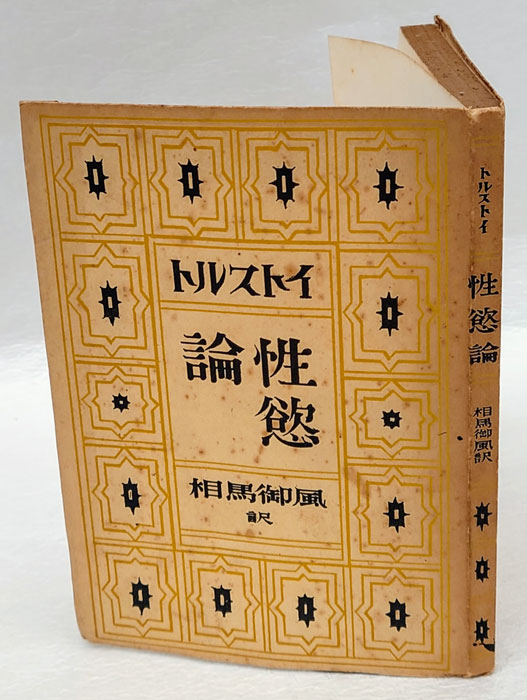 トルストイ
性慾
論
相馬御風
訳
トルストイ
性慾論
相馬御風訳